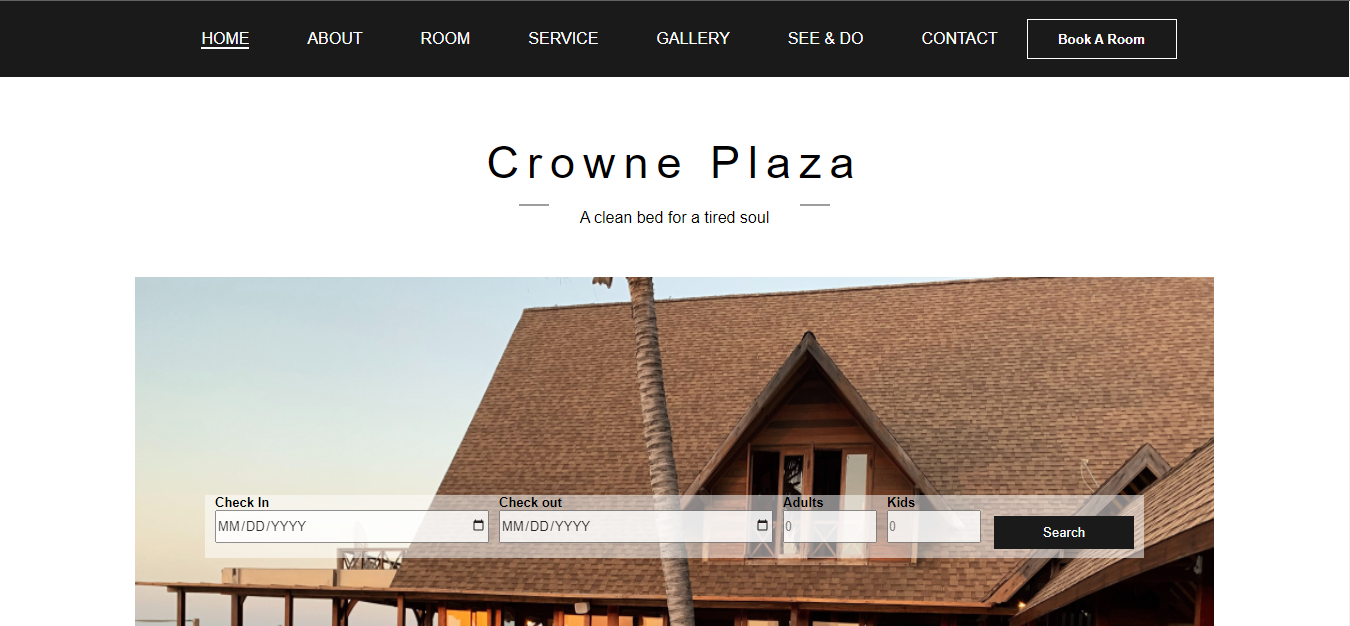 HOME ABOUT ROOM SERVICE GALLERY SEE & DO CONTACT Book A Room
Crowne Plaza
A clean bed for a tired soul
Check In Check out Adults Kids
MM/DD/YYYY MM/DD/YYYY 0 0 Search